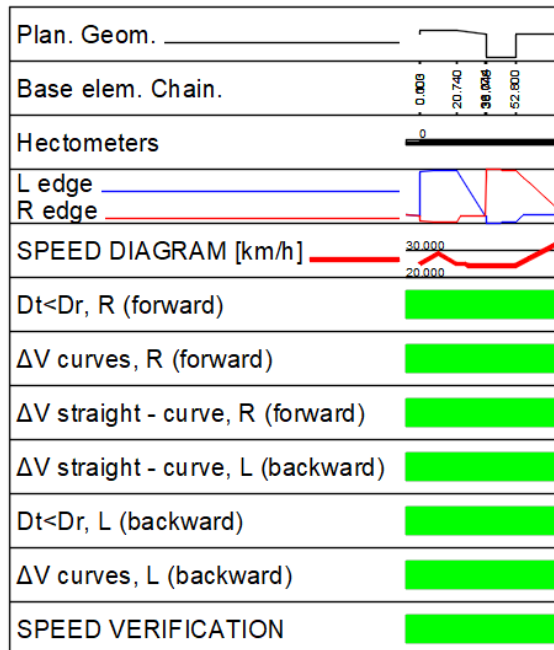 Plan. Geom.
Base elem. Chain.
20.740
52.800
Hectometers
0
L edge
R edge
SPEED DIAGRAM [km/h]
30.000
20.000
Dt<Dr, R (forward)
ΔV curves, R (forward)
ΔV straight - curve, R (forward)
ΔV straight - curve, L (backward)
Dt<Dr, L (backward)
ΔV curves, L (backward)
SPEED VERIFICATION